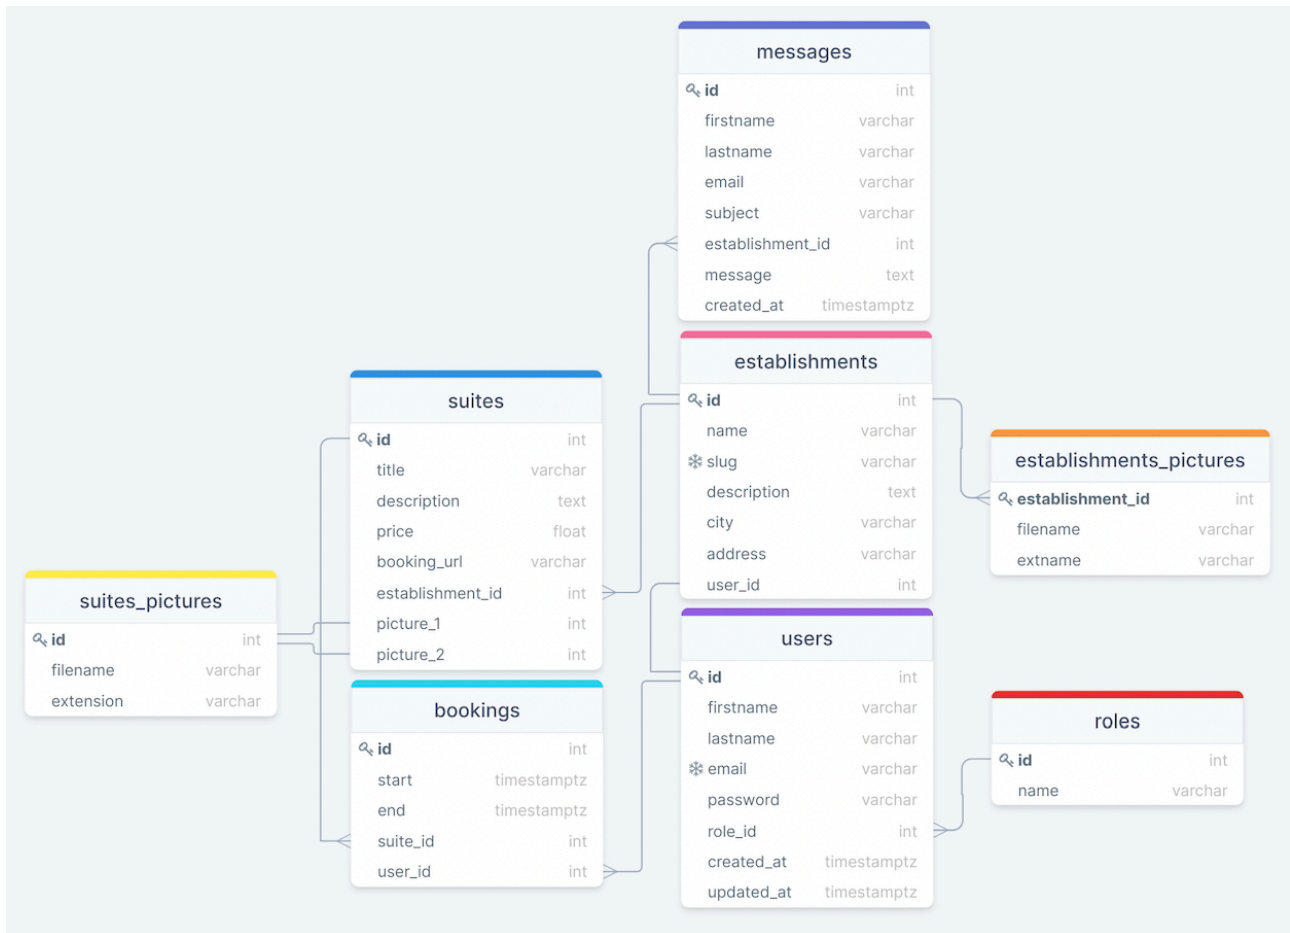 messages
id int
firstname varchar
lastname varchar
email varchar
subject varchar
establishment_id int
message text
created_at timestamptz
establishments
id int
name varchar
slug varchar
description text
city varchar
address varchar
user_id int
suites
id int
title varchar
description text
price float
booking_url varchar
establishment_id int
picture_1 int
picture_2 int
establishments_pictures
establishment_id int
filename varchar
extname varchar
suites_pictures
id int
filename varchar
extension varchar
users
id int
firstname varchar
lastname varchar
email varchar
password varchar
role_id int
created_at timestamptz
updated_at timestamptz
bookings
id int
start timestamptz
end timestamptz
suite_id int
user_id int
roles
id int
name varchar